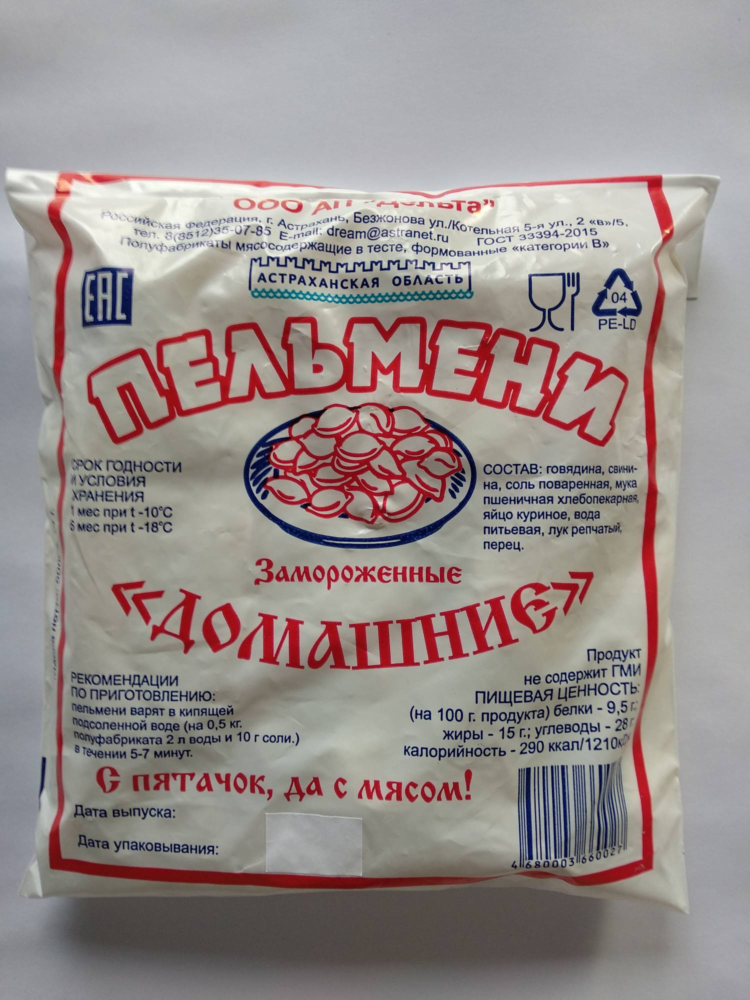 ООО АП "Дельта"
Российская Федерация, г. Астрахань, Безжонова ул./Котельная 5-я ул., 2 «в»/5,
тел. 8(8512)35-07-85 E-mail: dream@astranet.ru ГОСТ 33394-2015
Полуфабрикаты мясосодержащие в тесте, формованные «категории В»
EAC
АСТРАХАНСКАЯ ОБЛАСТЬ
04
PE-LD
ПЕЛЬМЕНИ
СРОК ГОДНОСТИ
И УСЛОВИЯ
ХРАНЕНИЯ
1 мес при t -10°С
6 мес при t -18°С
СОСТАВ: говядина, свини-
на, соль поваренная, мука
пшеничная хлебопекарная,
яйцо куриное, вода
питьевая, лук репчатый,
перец.
Замороженные
«ДОМАШНИЕ»
РЕКОМЕНДАЦИИ
ПО ПРИГОТОВЛЕНИЮ:
пельмени варят в кипящей
подсоленной воде (на 0,5 кг.
полуфабриката 2 л воды и 10 г соли.)
в течении 5-7 минут.
Продукт
не содержит ГМИ
ПИЩЕВАЯ ЦЕННОСТЬ:
(на 100 г. продукта) белки - 9,5 г.;
жиры - 15 г.; углеводы - 28 г.
калорийность - 290 ккал/1210кДж
С пятачок, да с мясом!
Дата выпуска:
Дата упаковывания:
4 680003 660027